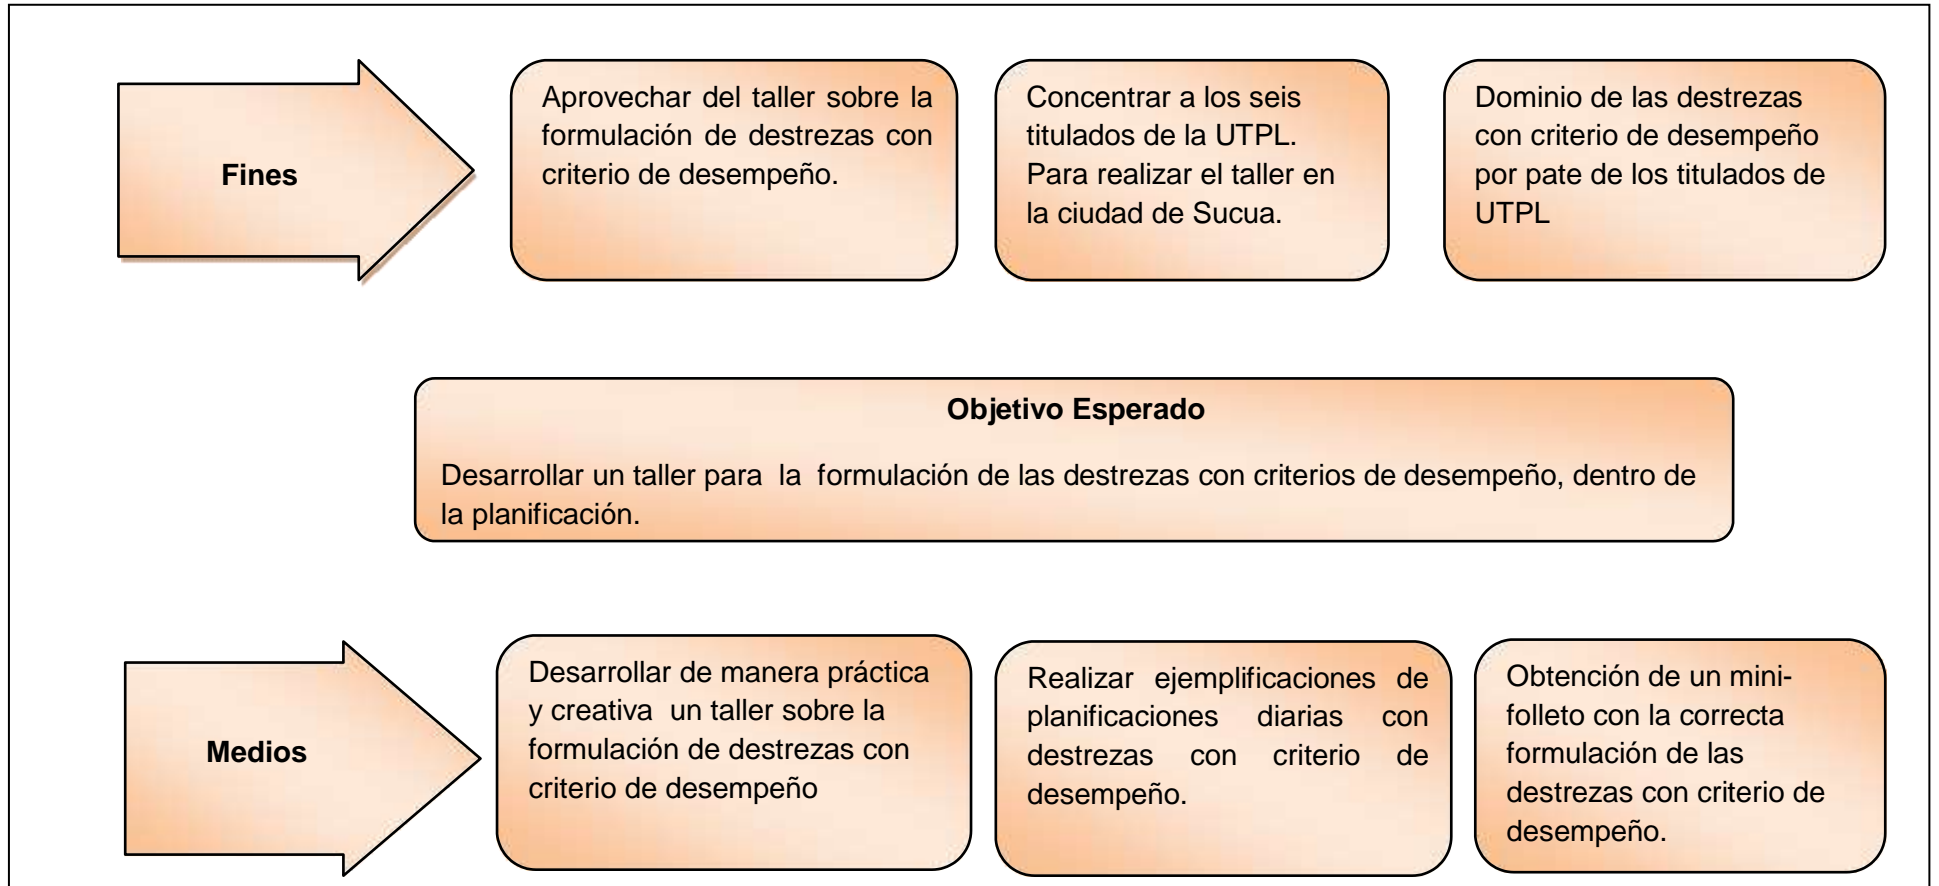 Fines
Aprovechar del taller sobre la
formulación de destrezas con
criterio de desempeño.
Concentrar a los seis
titulados de la UTPL.
Para realizar el taller en
la ciudad de Sucua.
Dominio de las destrezas
con criterio de desempeño
por pate de los titulados de
UTPL
Objetivo Esperado
Desarrollar un taller para la formulación de las destrezas con criterios de desempeño, dentro de
la planificación.
Medios
Desarrollar de manera práctica
y creativa un taller sobre la
formulación de destrezas con
criterio de desempeño
Realizar ejemplificaciones de
planificaciones diarias con
destrezas con criterio de
desempeño.
Obtención de un mini-
folleto con la correcta
formulación de las
destrezas con criterio de
desempeño.